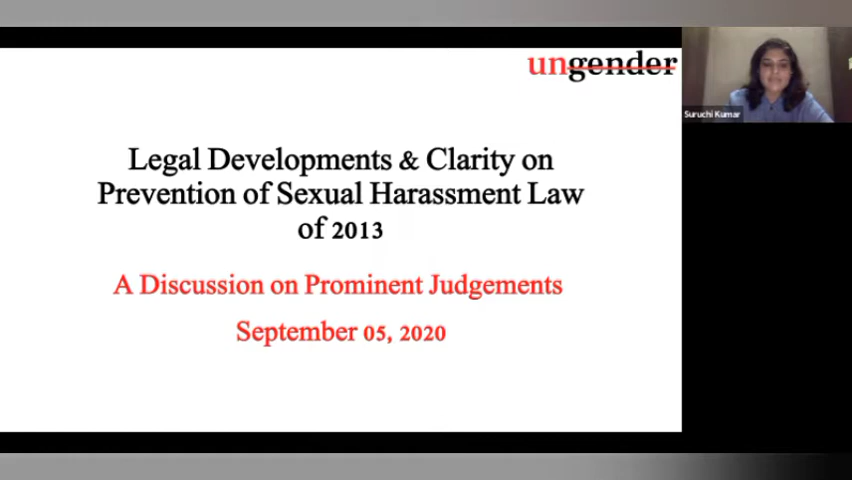 ungender
Suruchi Kumar
Legal Developments & Clarity on
Prevention of Sexual Harassment Law
of 2013
A Discussion on Prominent Judgements
September 05, 2020